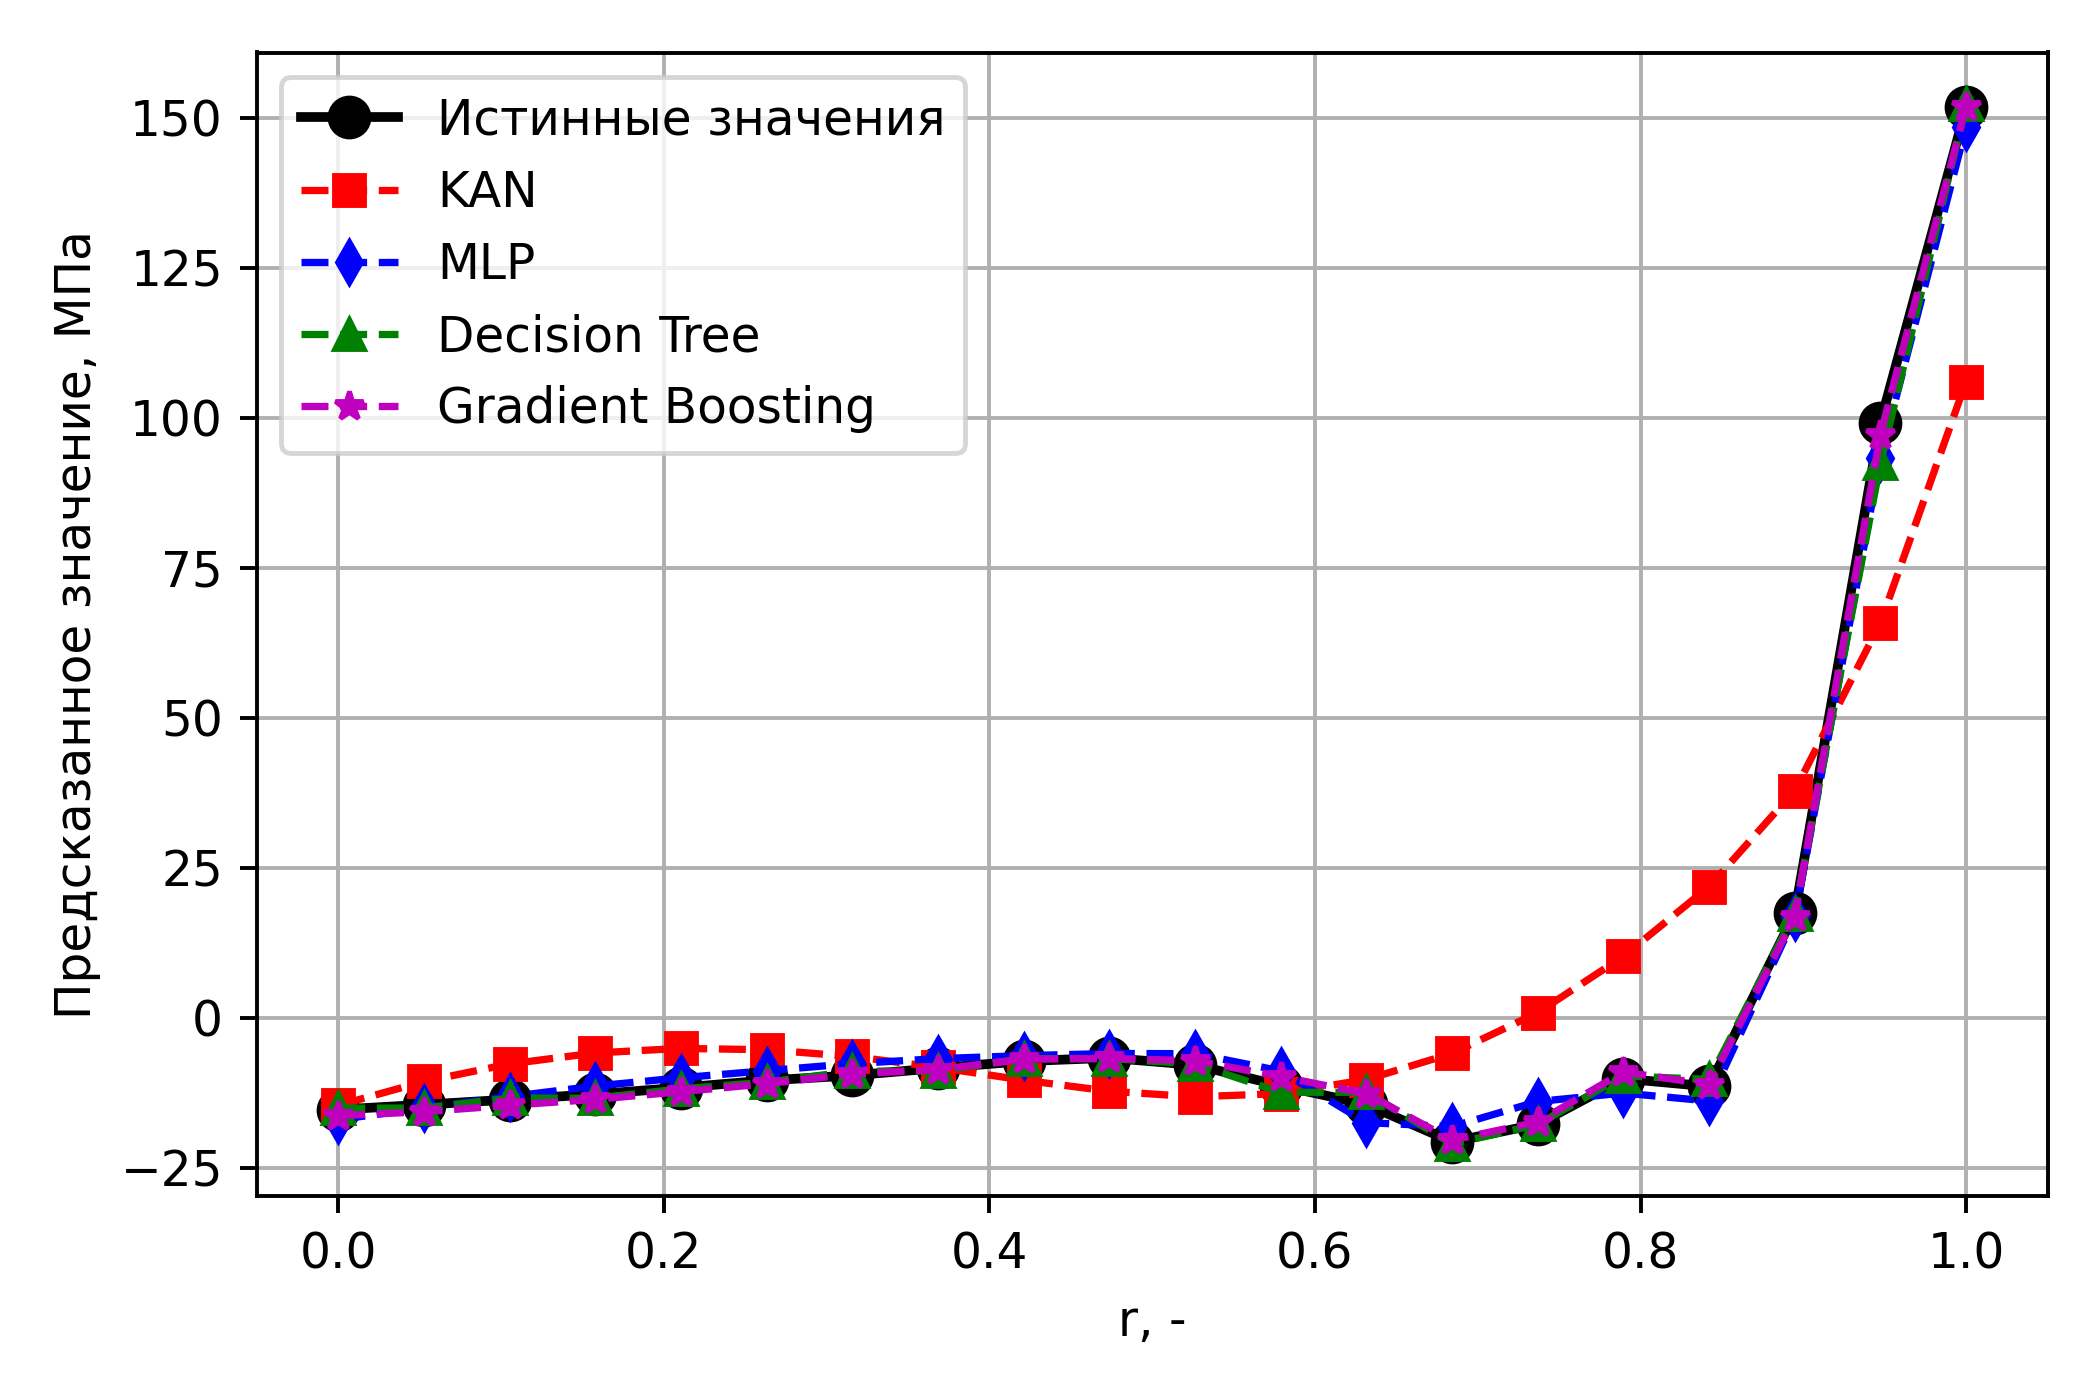 Предсказанное значение, МПа
150
125
100
75
50
25
0
−25
Истинные значения
KAN
MLP
Decision Tree
Gradient Boosting
0.0 0.2 0.4 0.6 0.8 1.0
r, -